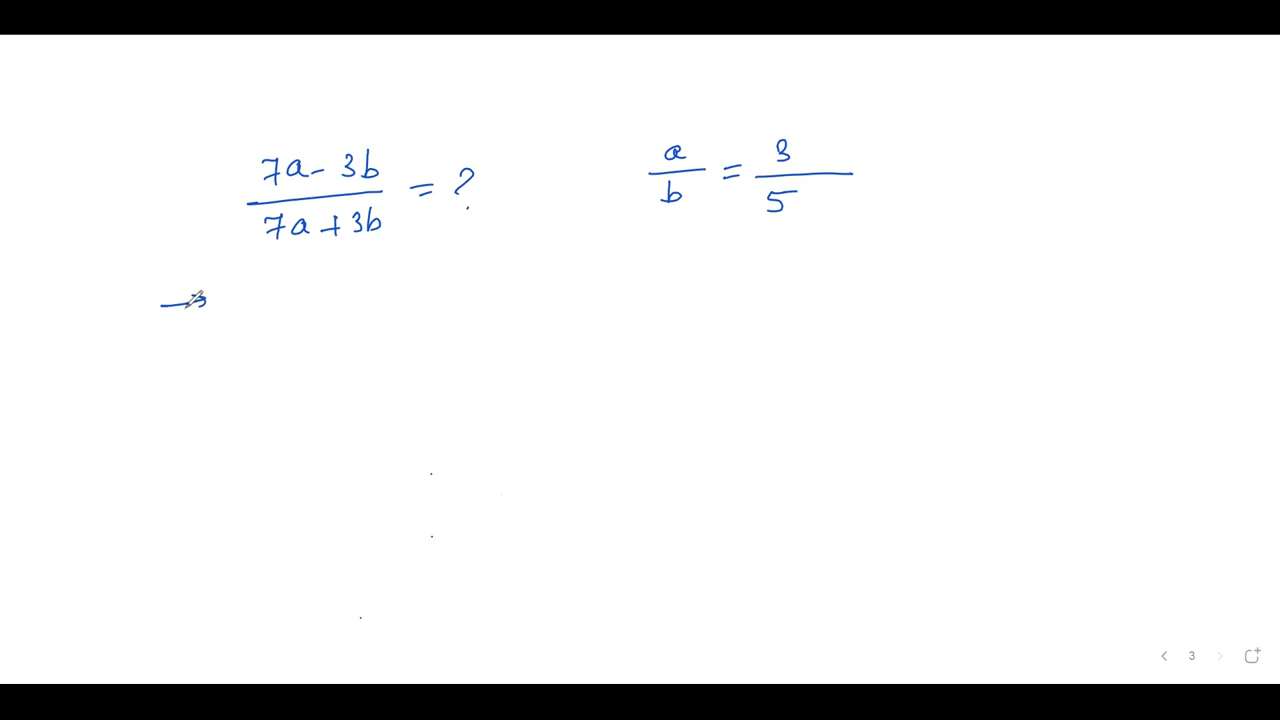 7a - 3b / 7a + 3b = ?
a / b = 3 / 5
→
< 3 >